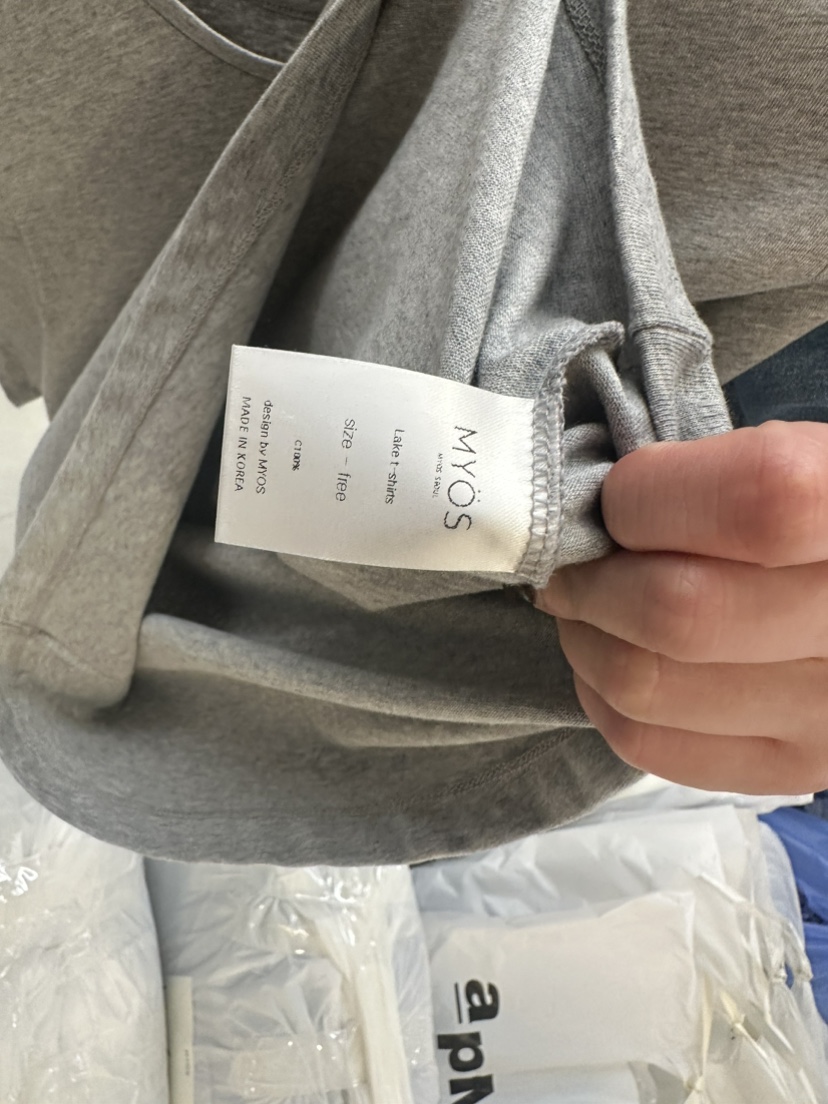 MYÖS
MYÖS SEOUL
Lake t-shirts
size - free
C100%
design by MYOS
MADE IN KOREA
apM